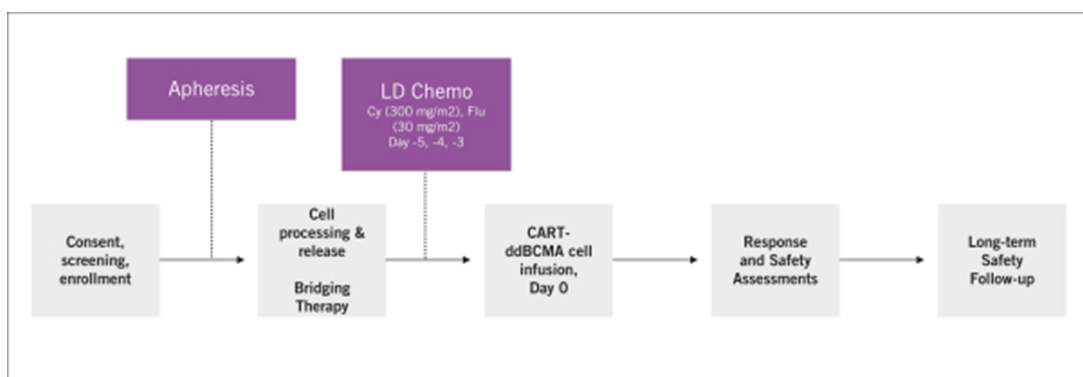 Apheresis
LD Chemo
Cy (300 mg/m2), Flu
(30 mg/m2)
Day -5, -4, -3
Consent,
screening,
enrollment
Cell
processing &
release
Bridging
Therapy
CART-
ddBCMA cell
infusion,
Day 0
Response
and Safety
Assessments
Long-term
Safety
Follow-up